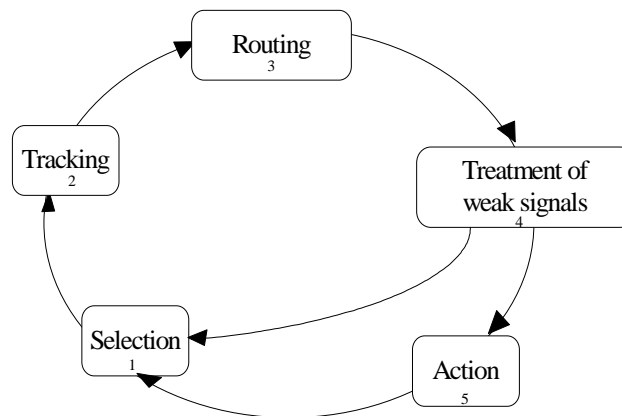 Routing
3
Tracking
2
Treatment of
weak signals
4
Selection
1
Action
5